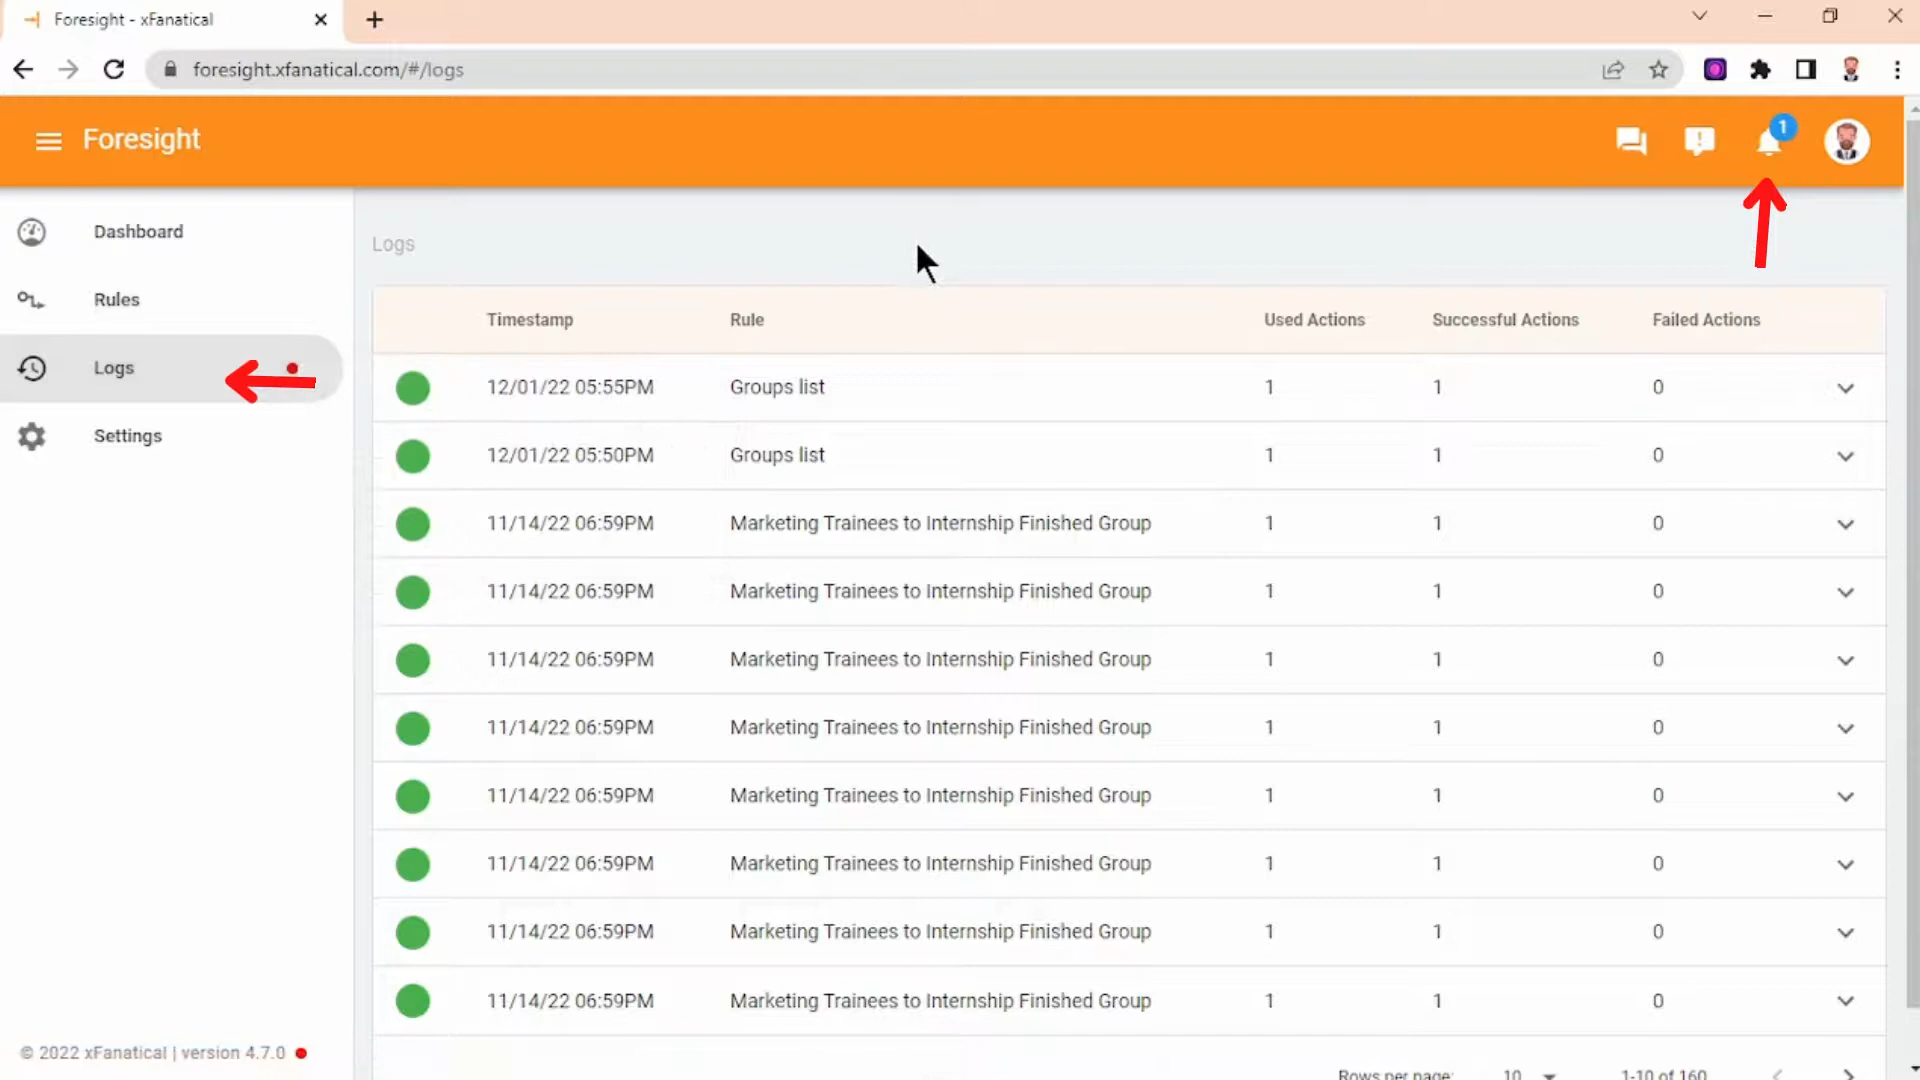 Foresight - xFanatical
foresight.xfanatical.com/#/logs
Foresight
1
Dashboard
Rules
Logs
Settings
Logs
Timestamp Rule Used Actions Successful Actions Failed Actions
12/01/22 05:55PM Groups list 1 1 0
12/01/22 05:50PM Groups list 1 1 0
11/14/22 06:59PM Marketing Trainees to Internship Finished Group 1 1 0
11/14/22 06:59PM Marketing Trainees to Internship Finished Group 1 1 0
11/14/22 06:59PM Marketing Trainees to Internship Finished Group 1 1 0
11/14/22 06:59PM Marketing Trainees to Internship Finished Group 1 1 0
11/14/22 06:59PM Marketing Trainees to Internship Finished Group 1 1 0
11/14/22 06:59PM Marketing Trainees to Internship Finished Group 1 1 0
11/14/22 06:59PM Marketing Trainees to Internship Finished Group 1 1 0
11/14/22 06:59PM Marketing Trainees to Internship Finished Group 1 1 0
© 2022 xFanatical | version 4.7.0
Rows per page: 10 1-10 of 160